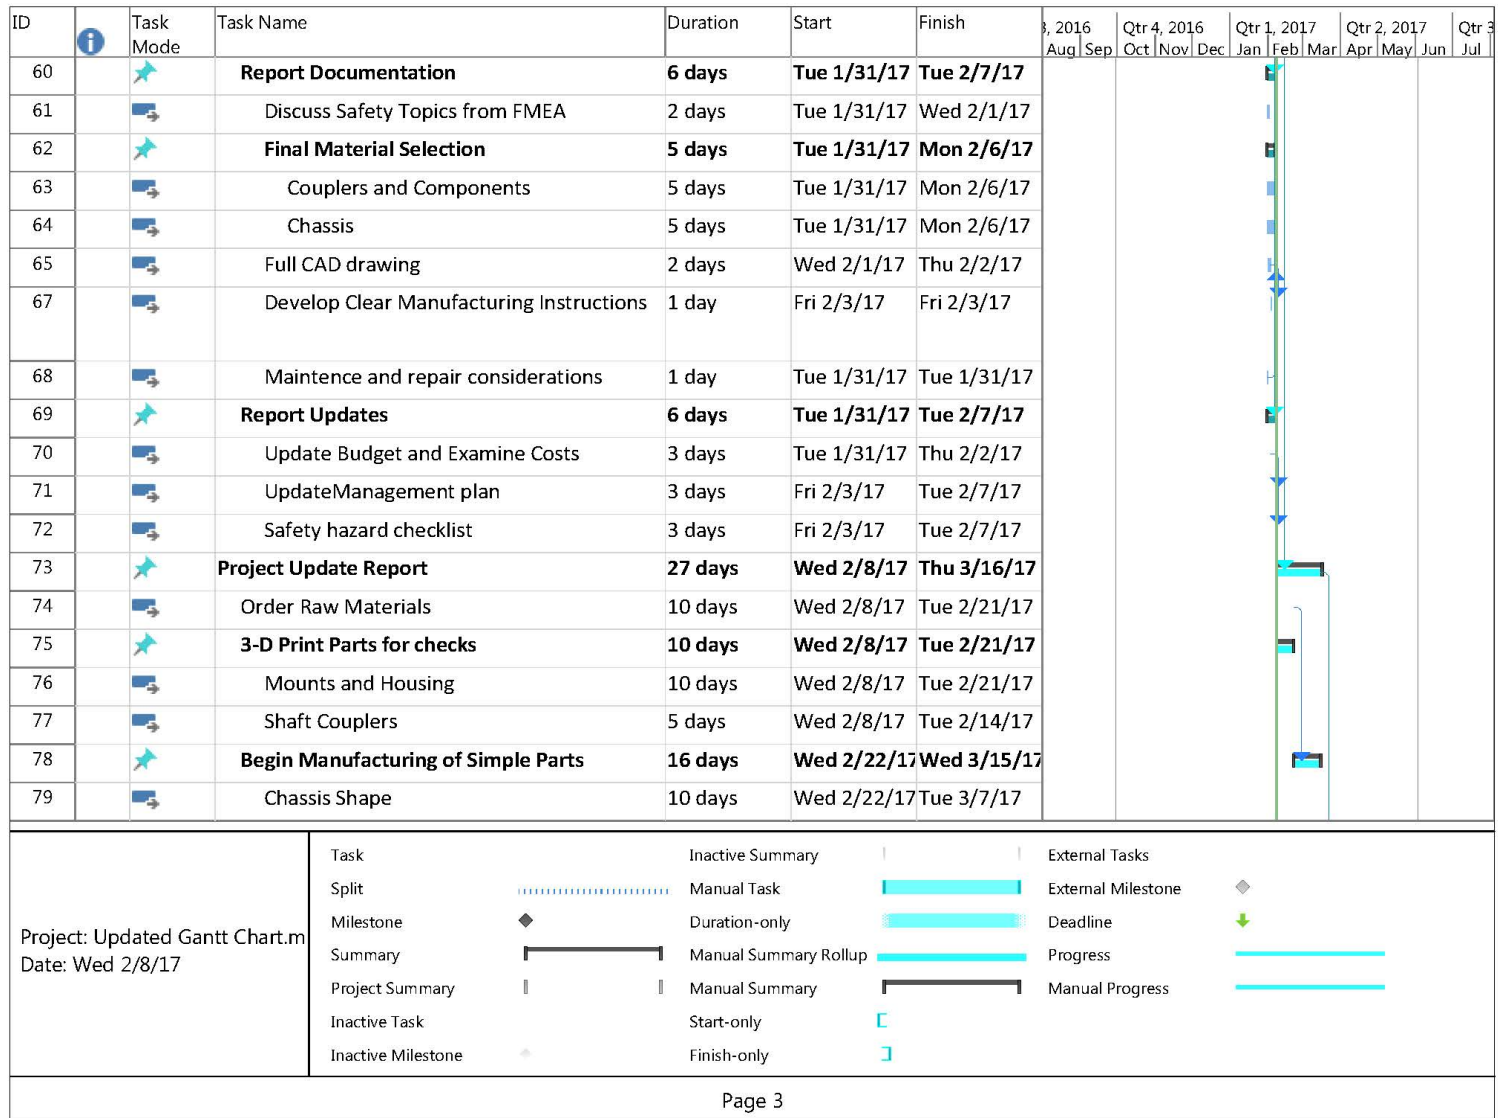 ID Task Mode Task Name Duration Start Finish 3, 2016 Qtr 4, 2016 Qtr 1, 2017 Qtr 2, 2017 Qtr 3
Aug Sep Oct Nov Dec Jan Feb Mar Apr May Jun Jul
60 Report Documentation 6 days Tue 1/31/17 Tue 2/7/17
61 Discuss Safety Topics from FMEA 2 days Tue 1/31/17 Wed 2/1/17
62 Final Material Selection 5 days Tue 1/31/17 Mon 2/6/17
63 Couplers and Components 5 days Tue 1/31/17 Mon 2/6/17
64 Chassis 5 days Tue 1/31/17 Mon 2/6/17
65 Full CAD drawing 2 days Wed 2/1/17 Thu 2/2/17
67 Develop Clear Manufacturing Instructions 1 day Fri 2/3/17 Fri 2/3/17
68 Maintence and repair considerations 1 day Tue 1/31/17 Tue 1/31/17
69 Report Updates 6 days Tue 1/31/17 Tue 2/7/17
70 Update Budget and Examine Costs 3 days Tue 1/31/17 Thu 2/2/17
71 UpdateManagement plan 3 days Fri 2/3/17 Tue 2/7/17
72 Safety hazard checklist 3 days Fri 2/3/17 Tue 2/7/17
73 Project Update Report 27 days Wed 2/8/17 Thu 3/16/17
74 Order Raw Materials 10 days Wed 2/8/17 Tue 2/21/17
75 3-D Print Parts for checks 10 days Wed 2/8/17 Tue 2/21/17
76 Mounts and Housing 10 days Wed 2/8/17 Tue 2/21/17
77 Shaft Couplers 5 days Wed 2/8/17 Tue 2/14/17
78 Begin Manufacturing of Simple Parts 16 days Wed 2/22/17 Wed 3/15/17
79 Chassis Shape 10 days Wed 2/22/17 Tue 3/7/17
Project: Updated Gantt Chart.m
Date: Wed 2/8/17
Task Inactive Summary External Tasks
Split Manual Task External Milestone
Milestone Duration-only Deadline
Summary Manual Summary Rollup Progress
Project Summary Manual Summary Manual Progress
Inactive Task Start-only
Inactive Milestone Finish-only
Page 3